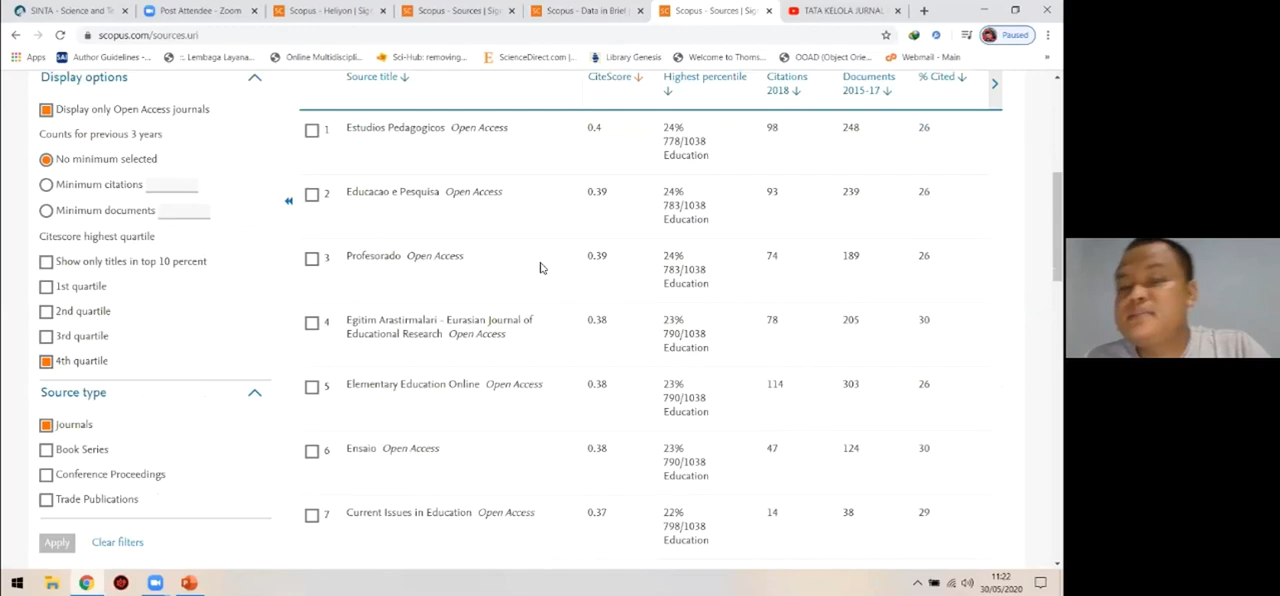 SINTA - Science and Te
Post Attendee - Zoom
Scopus - Heliyon | Sign
Scopus - Sources | Sign
Scopus - Data in Brief |
Scopus - Sources | Sign
TATA KELOLA JURNAL
scopus.com/sources.uri
Paused
Apps
Author Guidelines -...
:: Lembaga Layana...
Online Multidiscipli...
Sci-Hub: removing...
ScienceDirect.com |...
Library Genesis
Welcome to Thoms...
OOAD (Object Orie...
Webmail - Main
Display options
Source title
CiteScore
Highest percentile
Citations 2018
Documents 2015-17
% Cited
Display only Open Access journals
Counts for previous 3 years
No minimum selected
Minimum citations
Minimum documents
Citescore highest quartile
Show only titles in top 10 percent
1st quartile
2nd quartile
3rd quartile
4th quartile
Source type
Journals
Book Series
Conference Proceedings
Trade Publications
Apply
Clear filters
1 Estudios Pedagogicos Open Access 0.4 24% 98 248 26
778/1038
Education
2 Educacao e Pesquisa Open Access 0.39 24% 93 239 26
783/1038
Education
3 Profesorado Open Access 0.39 24% 74 189 26
783/1038
Education
4 Egitim Arastirmalari - Eurasian Journal of 0.38 23% 78 205 30
Educational Research Open Access 790/1038
Education
5 Elementary Education Online Open Access 0.38 23% 114 303 26
790/1038
Education
6 Ensaio Open Access 0.38 23% 47 124 30
790/1038
Education
7 Current Issues in Education Open Access 0.37 22% 14 38 29
798/1038
Education
11:22
30/05/2020